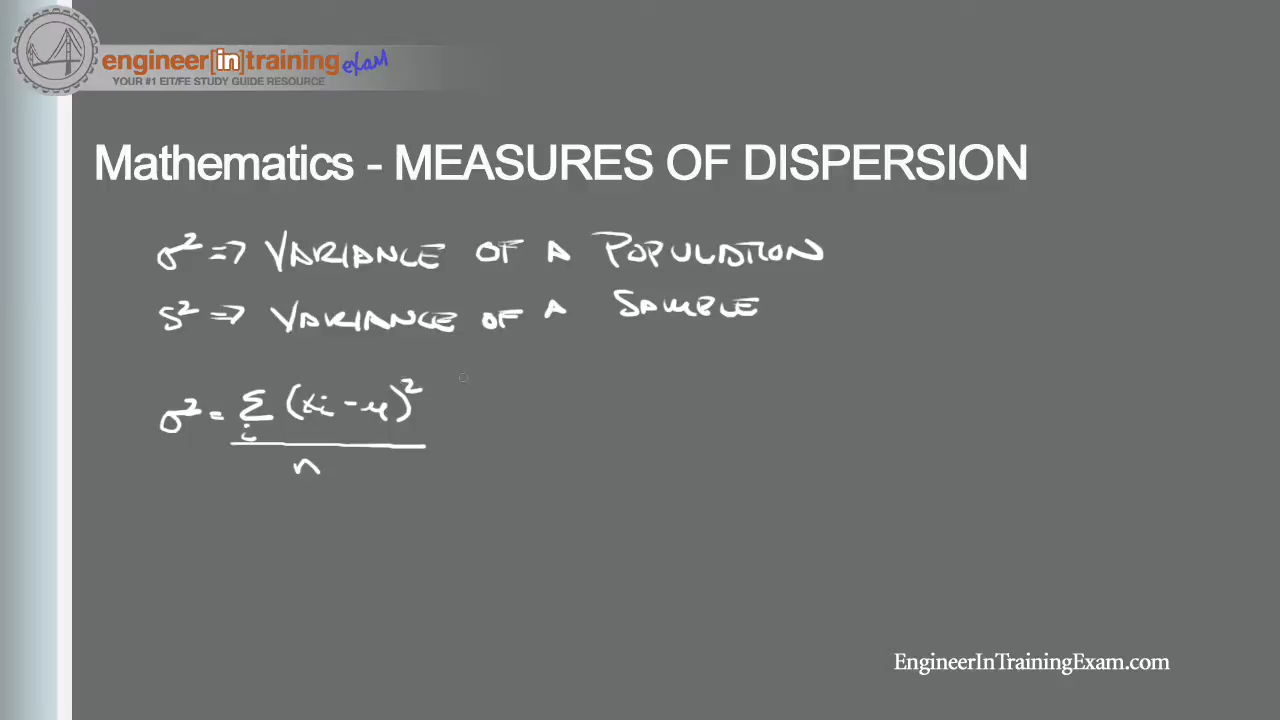 engineer[in]training exam
YOUR #1 EIT/FE STUDY GUIDE RESOURCE
Mathematics - MEASURES OF DISPERSION
σ² => VARIANCE OF A POPULATION
S² => VARIANCE OF A SAMPLE
σ² = Σi (xi - μ)² / n
EngineerInTrainingExam.com